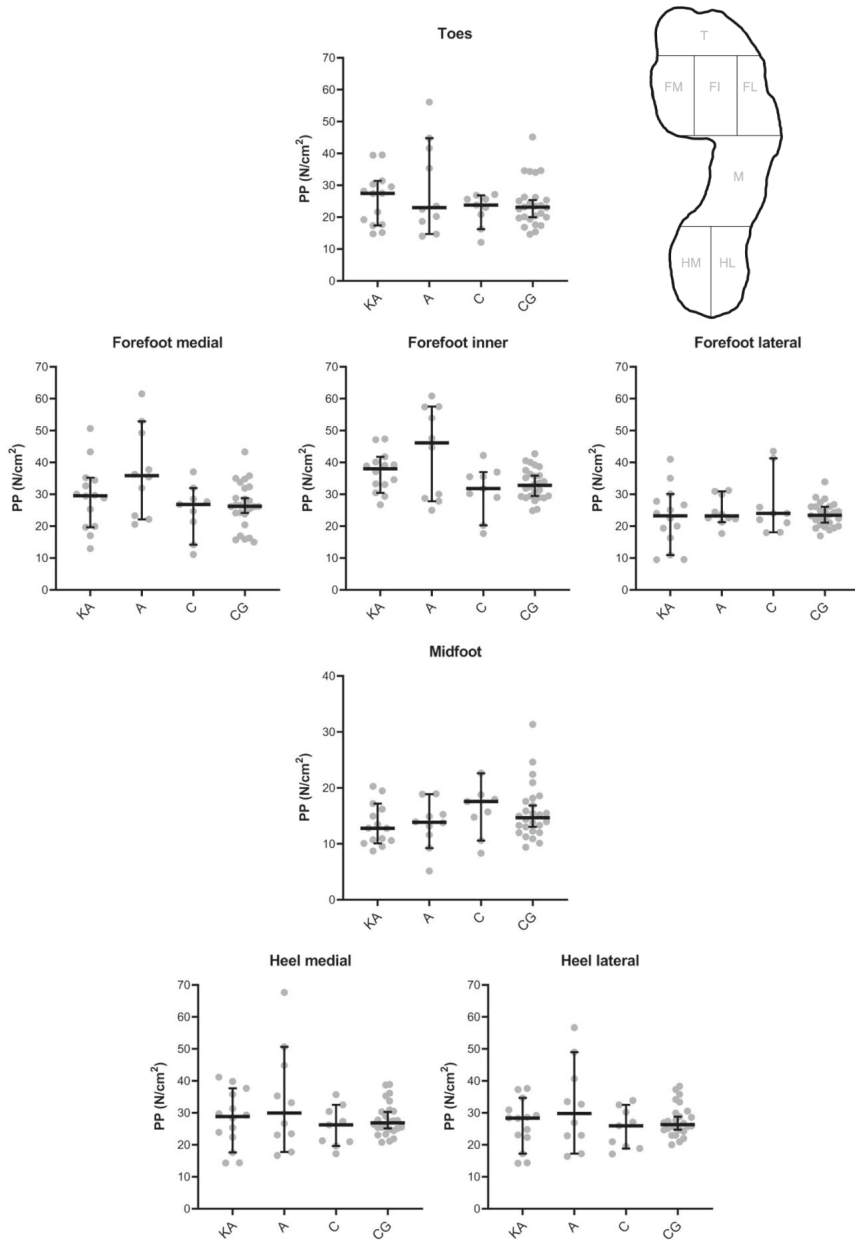 Toes
PP (N/cm²)
70
60
50
40
30
20
10
0
KA
A
C
CG
T
FM
FI
FL
M
HM
HL
Forefoot medial
PP (N/cm²)
70
60
50
40
30
20
10
0
KA
A
C
CG
Forefoot inner
PP (N/cm²)
70
60
50
40
30
20
10
0
KA
A
C
CG
Forefoot lateral
PP (N/cm²)
70
60
50
40
30
20
10
0
KA
A
C
CG
Midfoot
PP (N/cm²)
40
30
20
10
0
KA
A
C
CG
Heel medial
PP (N/cm²)
70
60
50
40
30
20
10
0
KA
A
C
CG
Heel lateral
PP (N/cm²)
70
60
50
40
30
20
10
0
KA
A
C
CG